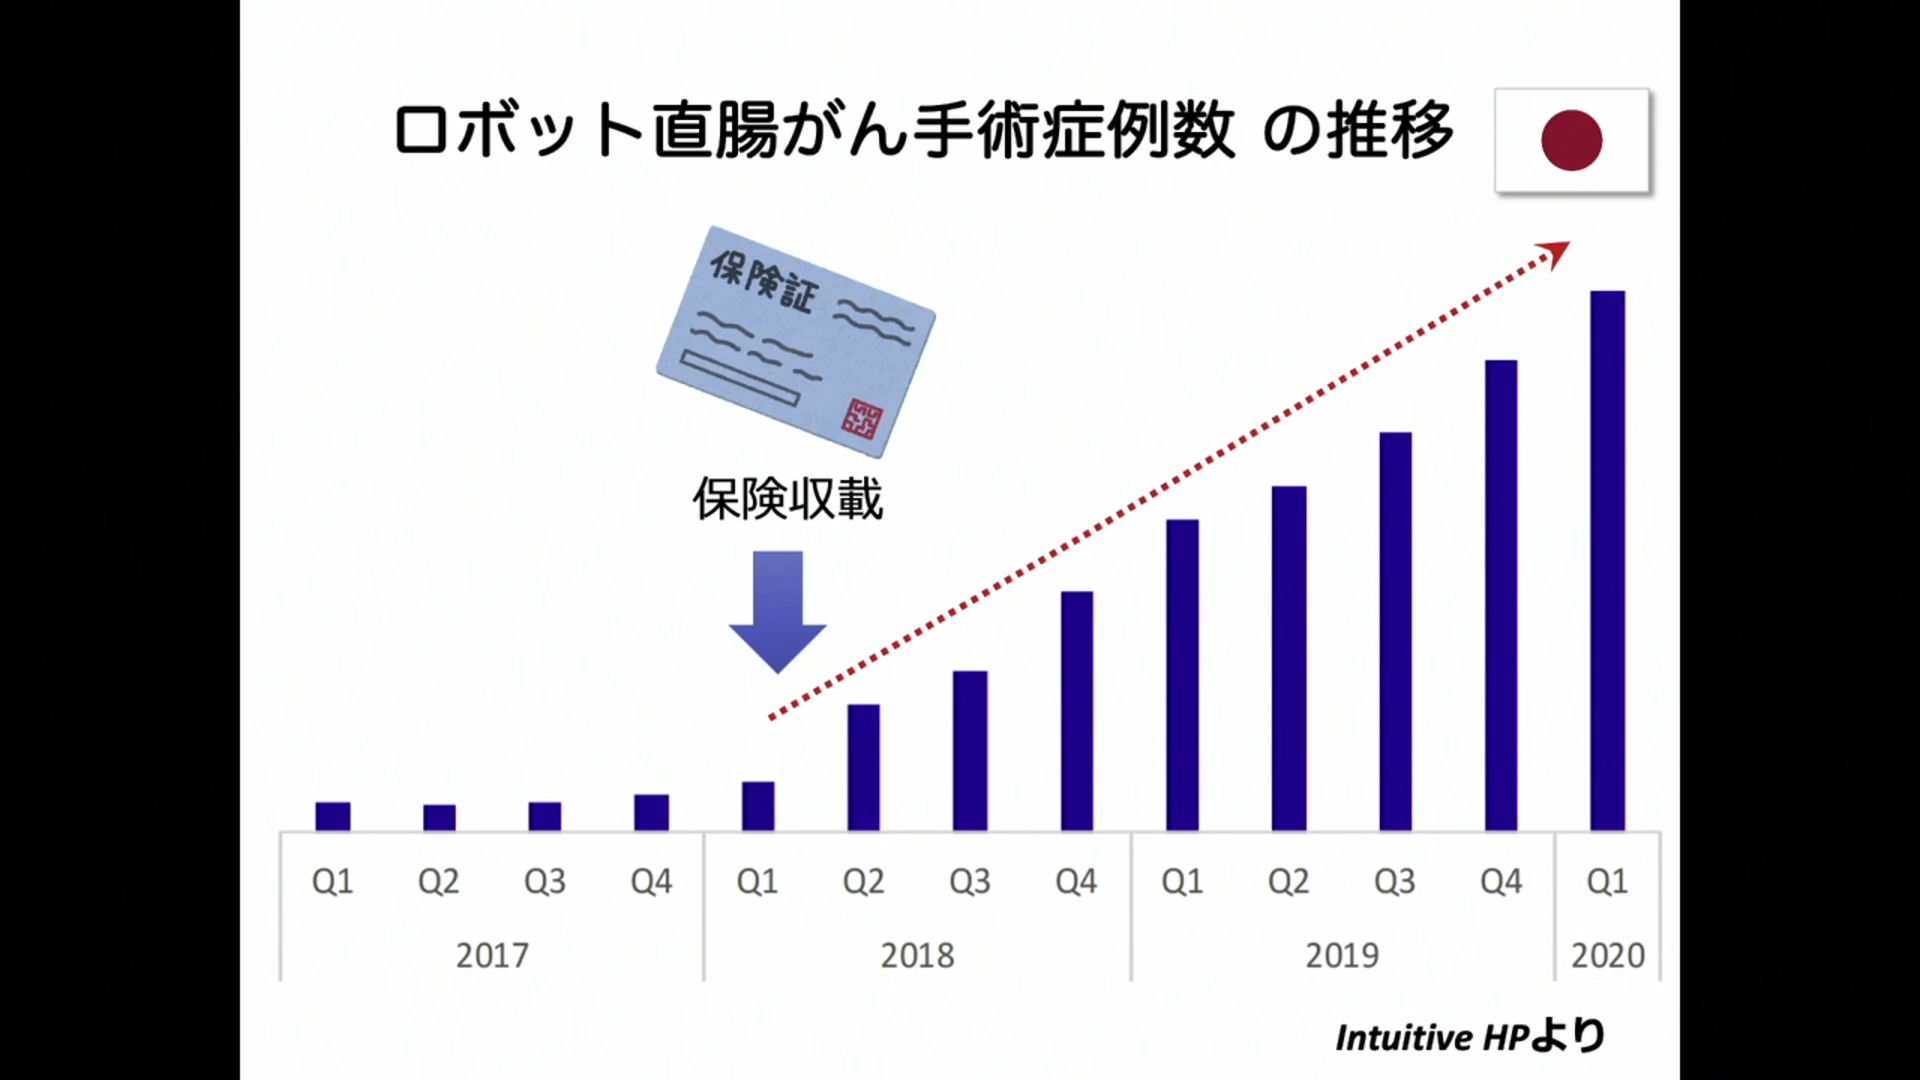 ロボット直腸がん手術症例数 の推移
保険証
保険収載
Q1 Q2 Q3 Q4 Q1 Q2 Q3 Q4 Q1 Q2 Q3 Q4 Q1
2017 2018 2019 2020
Intuitive HPより